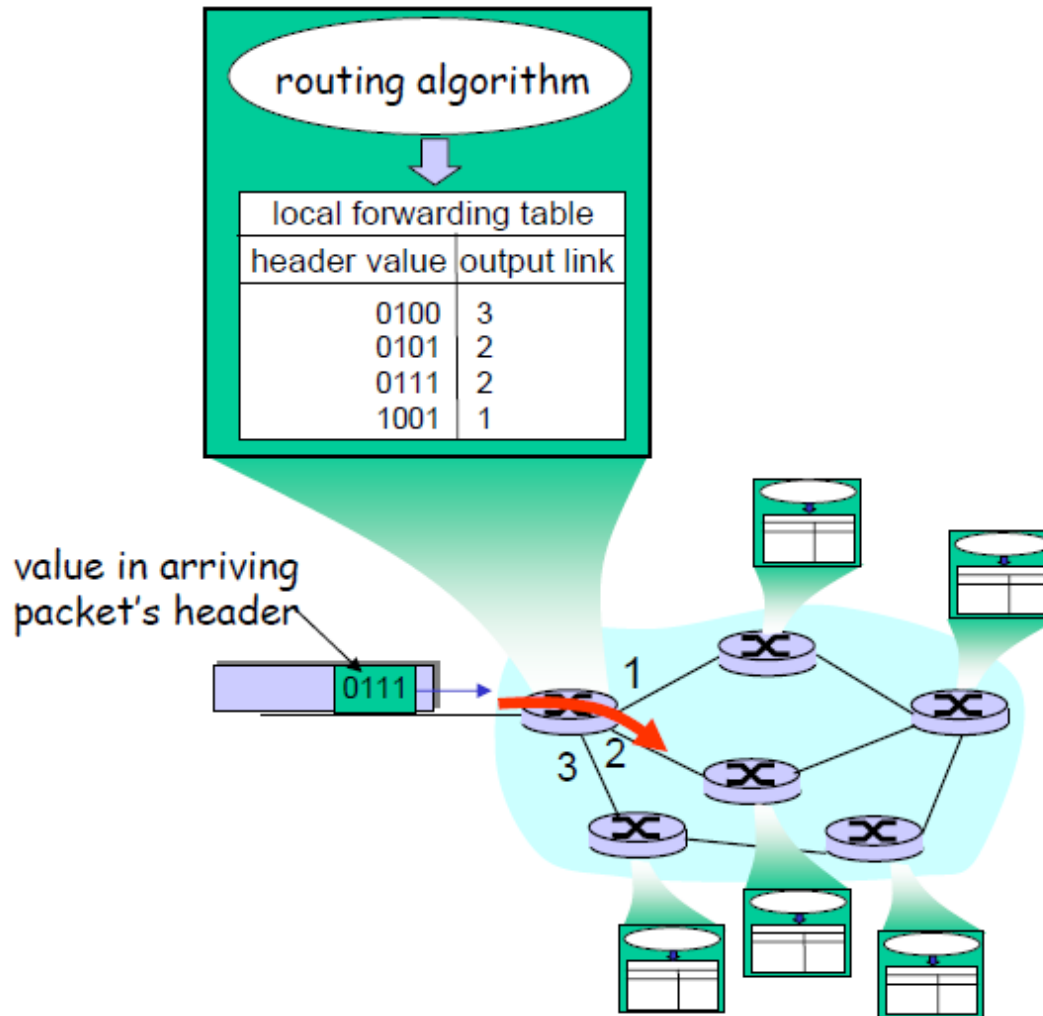 routing algorithm
local forwarding table
header value output link
0100 3
0101 2
0111 2
1001 1
value in arriving
packet's header
0111
1
2
3